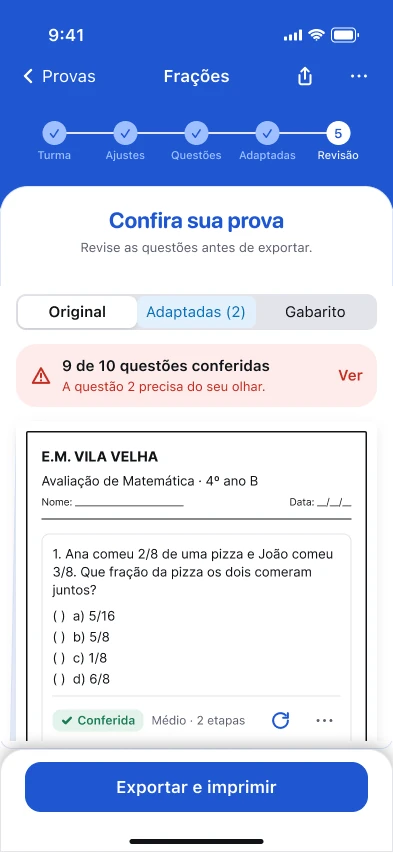 9:41
Provas
Frações
Turma
Ajustes
Questões
Adaptadas
5
Revisão
Confira sua prova
Revise as questões antes de exportar.
Original
Adaptadas (2)
Gabarito
9 de 10 questões conferidas
A questão 2 precisa do seu olhar.
Ver
E.M. VILA VELHA
Avaliação de Matemática · 4º ano B
Nome: ___________________ Data: __/__/__
1. Ana comeu 2/8 de uma pizza e João comeu
3/8. Que fração da pizza os dois comeram
juntos?
( ) a) 5/16
( ) b) 5/8
( ) c) 1/8
( ) d) 6/8
Conferida
Médio · 2 etapas
Exportar e imprimir